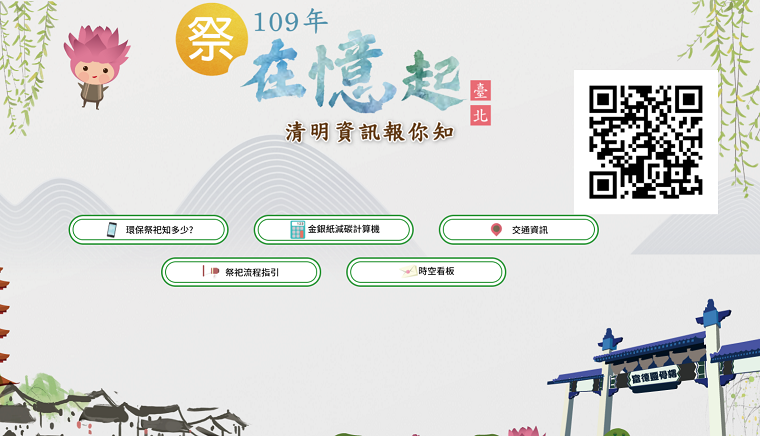 109年
祭
在憶起
臺北
清明資訊報你知
環保祭祀知多少?
金銀紙減碳計算機
交通資訊
祭祀流程指引
時空看板
富德靈骨樓